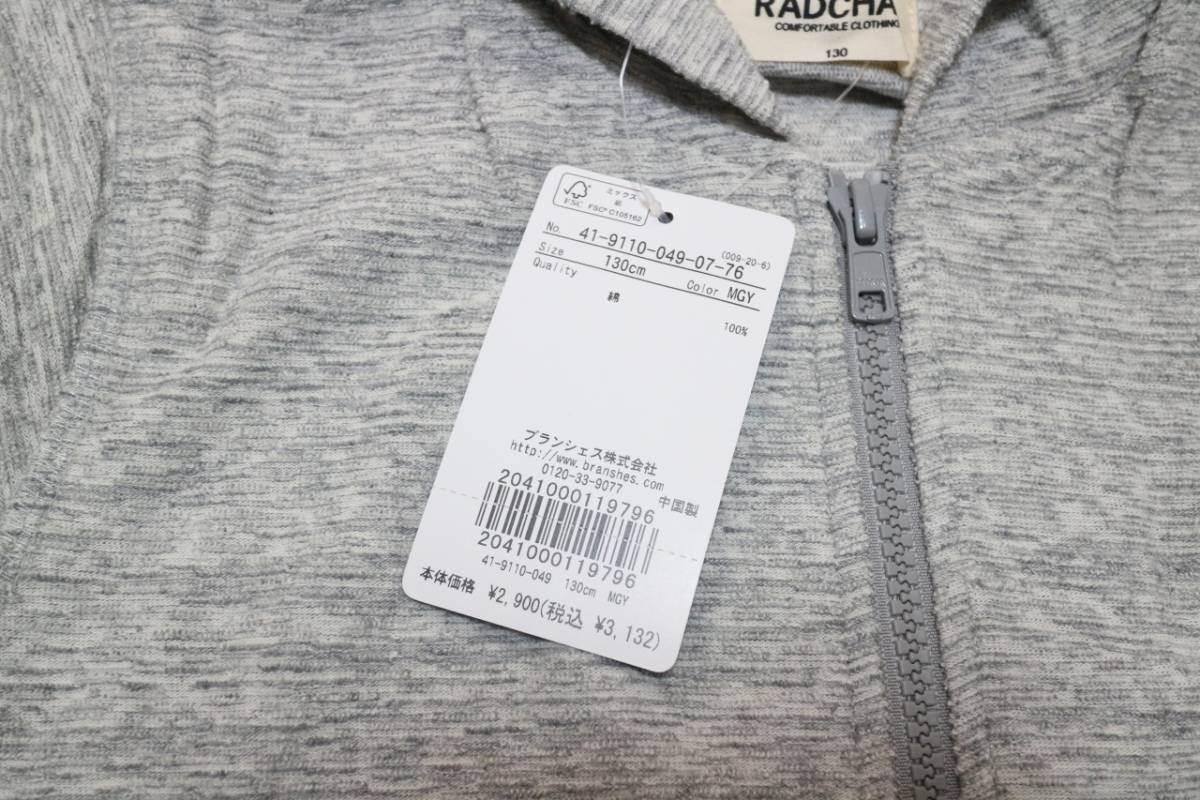 RADCHA
COMFORTABLE CLOTHING
130
FSC
ミックス
紙
FSC® C105162
No. 41-9110-049-07-76 (009-20-6)
Size 130cm Color MGY
Quality
綿 100%
ブランシェス株式会社
http://www.branshes.com
0120-33-9077
中国製
2041000119796
2041000119796
41-9110-049 130cm MGY
本体価格 ¥2,900(税込 ¥3,132)